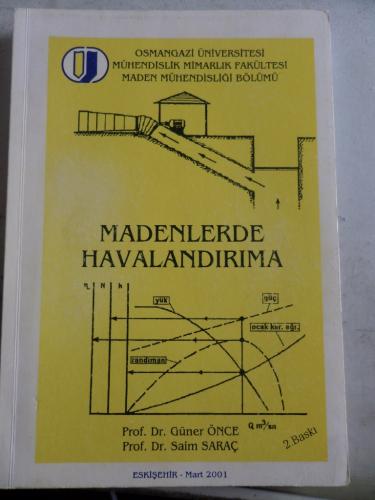 OSMANGAZİ ÜNİVERSİTESİ
MÜHENDİSLİK MİMARLIK FAKÜLTESİ
MADEN MÜHENDİSLİĞİ BÖLÜMÜ
MADENLERDE
HAVALANDIRIMA
η N h
yük
güç
ocak kar. eğr.
randıman
Q m³/sn
Prof. Dr. Güner ÖNCE
Prof. Dr. Saim SARAÇ
2.Baskı
ESKİŞEHİR - Mart 2001